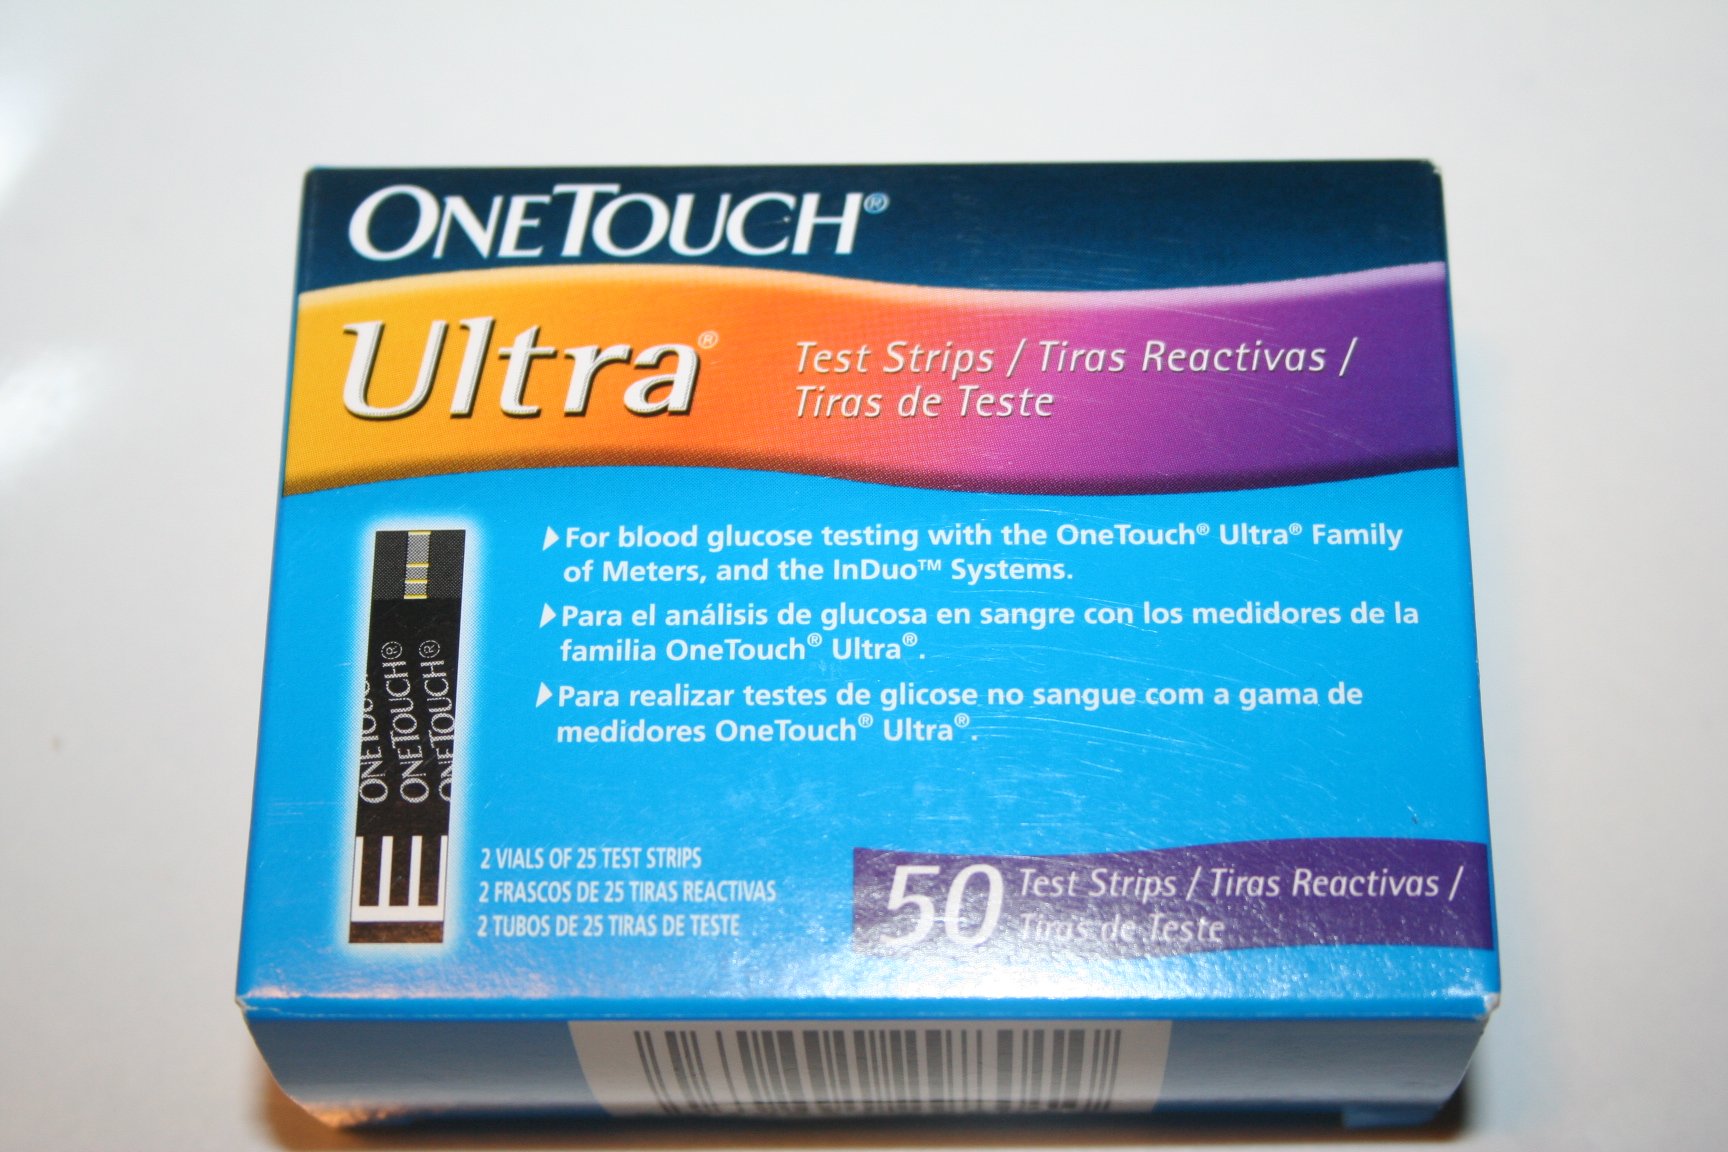 ONETOUCH®
Ultra®
Test Strips / Tiras Reactivas /
Tiras de Teste
For blood glucose testing with the OneTouch® Ultra® Family
of Meters, and the InDuo™ Systems.
Para el análisis de glucosa en sangre con los medidores de la
familia OneTouch® Ultra®.
Para realizar testes de glicose no sangue com a gama de
medidores OneTouch® Ultra®.
ONETOUCH
ONETOUCH®
ONETOUCH®
2 VIALS OF 25 TEST STRIPS
2 FRASCOS DE 25 TIRAS REACTIVAS
2 TUBOS DE 25 TIRAS DE TESTE
50 Test Strips / Tiras Reactivas /
Tiras de Teste